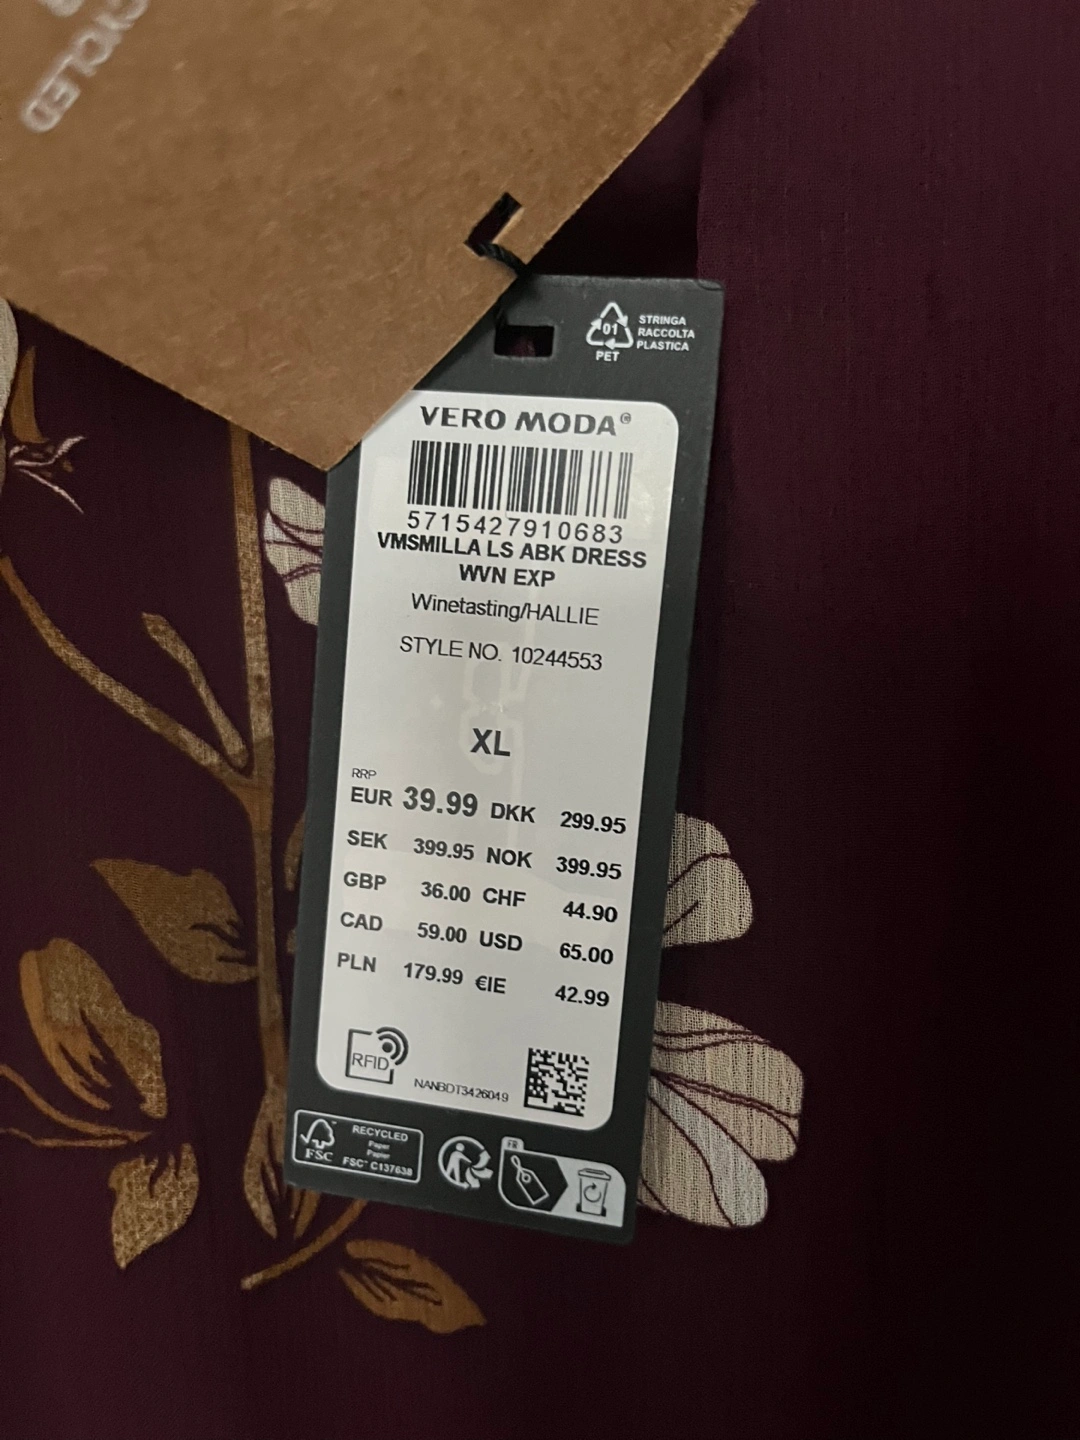 CYCLED
01
PET
STRINGA
RACCOLTA
PLASTICA
VERO MODA®
5715427910683
VMSMILLA LS ABK DRESS
WVN EXP
Winetasting/HALLIE
STYLE NO. 10244553
XL
RRP
EUR 39.99 DKK 299.95
SEK 399.95 NOK 399.95
GBP 36.00 CHF 44.90
CAD 59.00 USD 65.00
PLN 179.99 €IE 42.99
RFID
NANBDT3426049
FSC
RECYCLED
Paper
Papier
FSC® C137638
FR